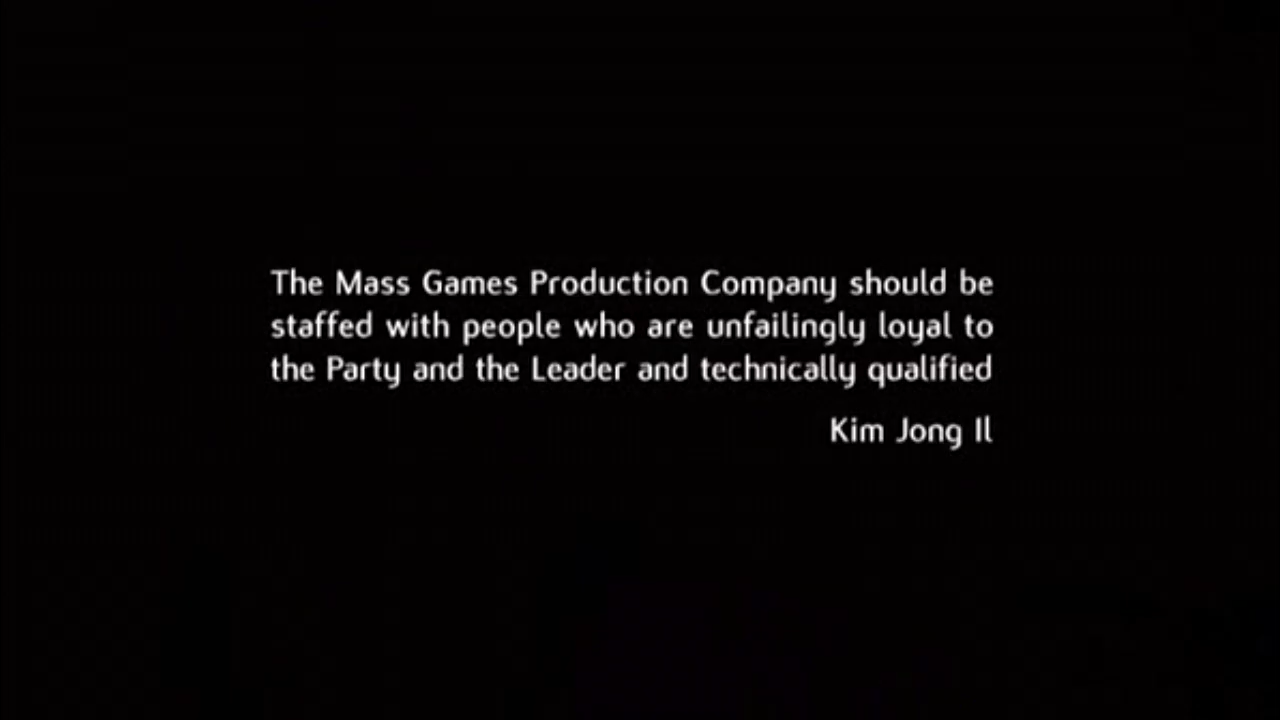 The Mass Games Production Company should be
staffed with people who are unfailingly loyal to
the Party and the Leader and technically qualified
Kim Jong Il